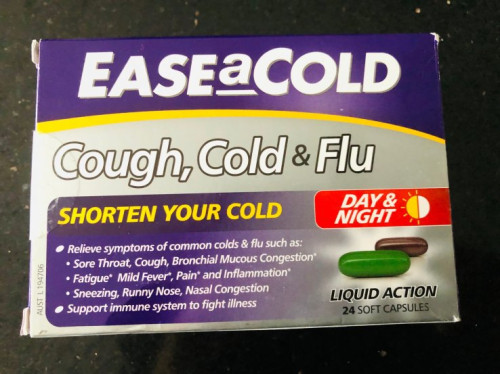 EASEaCOLD
Cough, Cold & Flu
SHORTEN YOUR COLD
DAY &
NIGHT
• Relieve symptoms of common colds & flu such as:
• Sore Throat, Cough, Bronchial Mucous Congestion^
• Fatigue^ Mild Fever^, Pain^ and Inflammation^
• Sneezing, Runny Nose, Nasal Congestion
• Support immune system to fight illness
LIQUID ACTION
24 SOFT CAPSULES
AUST L194706